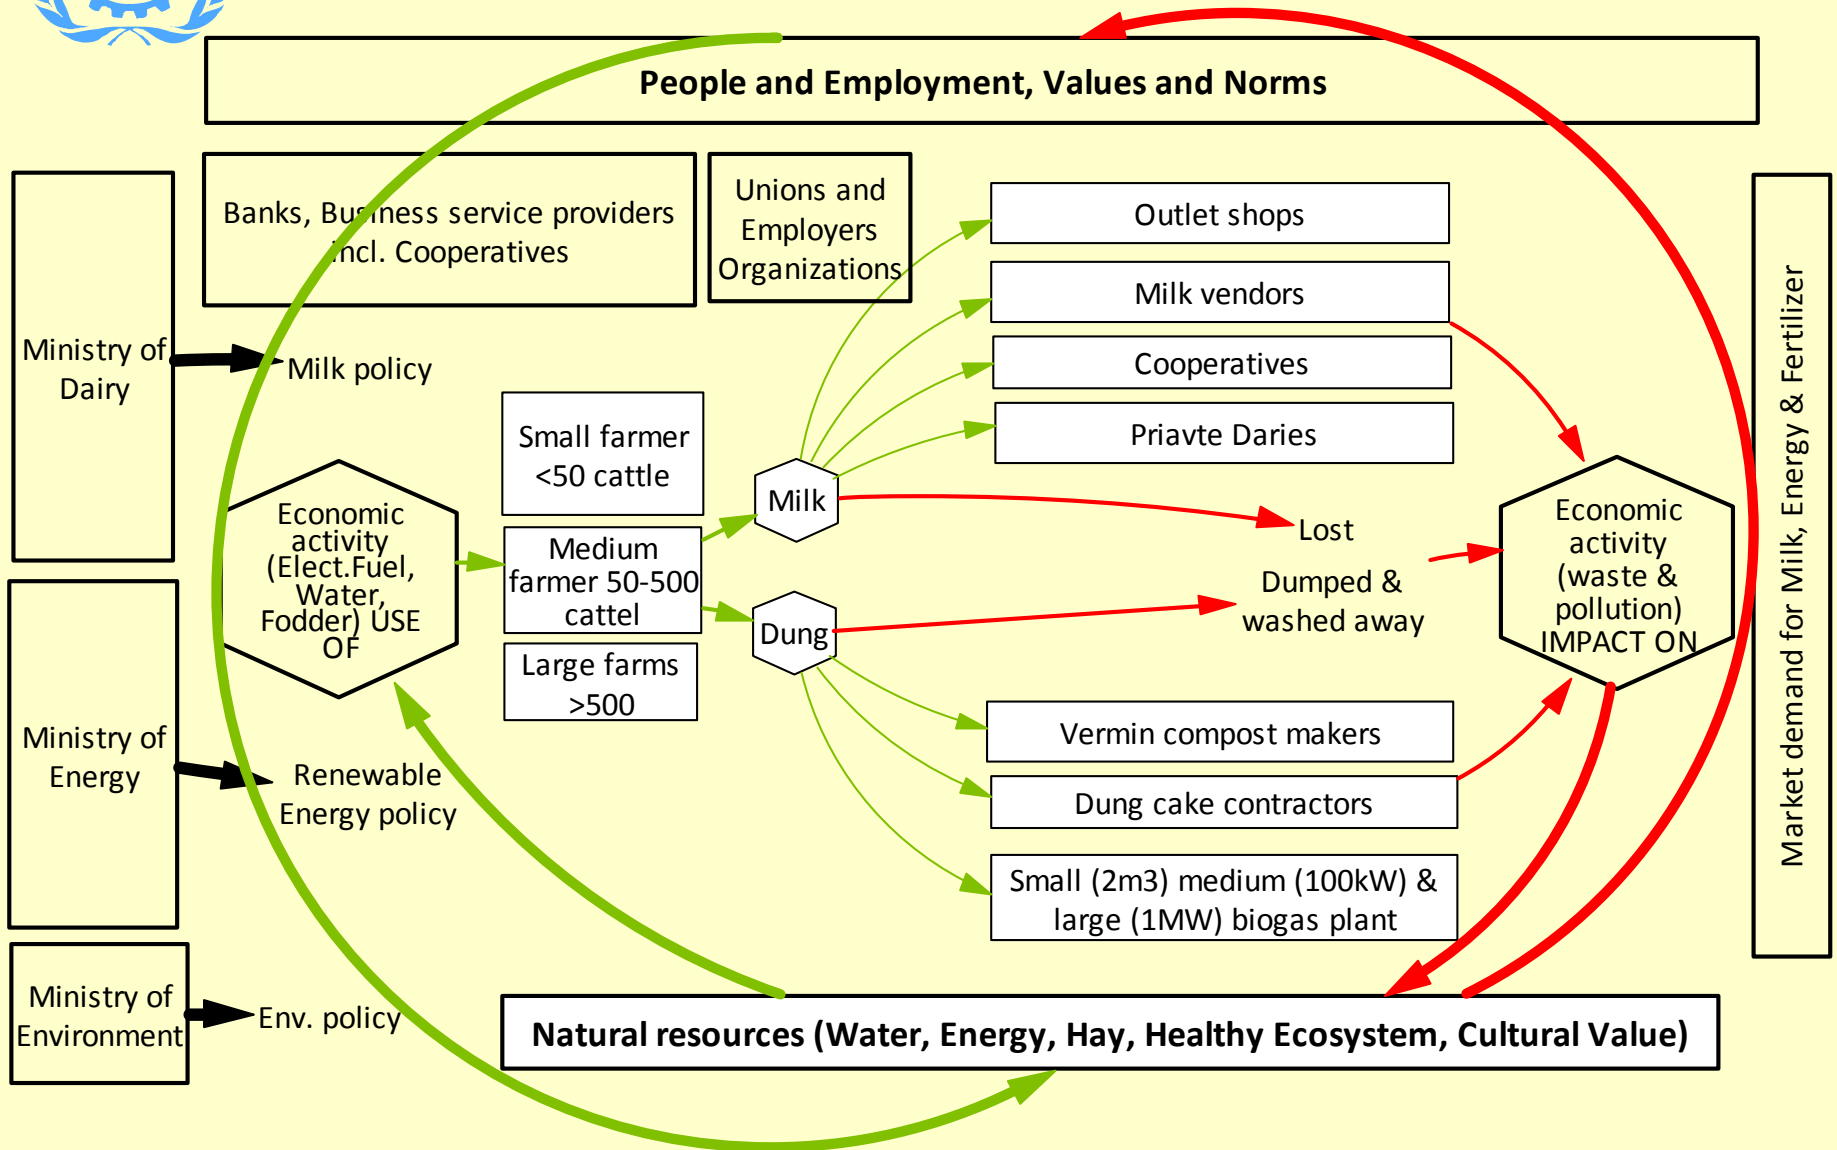 People and Employment, Values and Norms
Banks, Business service providers
incl. Cooperatives
Unions and
Employers
Organizations
Outlet shops
Milk vendors
Cooperatives
Priavte Daries
Ministry of
Dairy
Milk policy
Small farmer
<50 cattle
Medium
farmer 50-500
cattel
Large farms
>500
Economic
activity
(Elect.Fuel,
Water,
Fodder) USE
OF
Milk
Dung
Lost
Dumped &
washed away
Economic
activity
(waste &
pollution)
IMPACT ON
Market demand for Milk, Energy & Fertilizer
Ministry of
Energy
Renewable
Energy policy
Vermin compost makers
Dung cake contractors
Small (2m3) medium (100kW) &
large (1MW) biogas plant
Ministry of
Environment
Env. policy
Natural resources (Water, Energy, Hay, Healthy Ecosystem, Cultural Value)